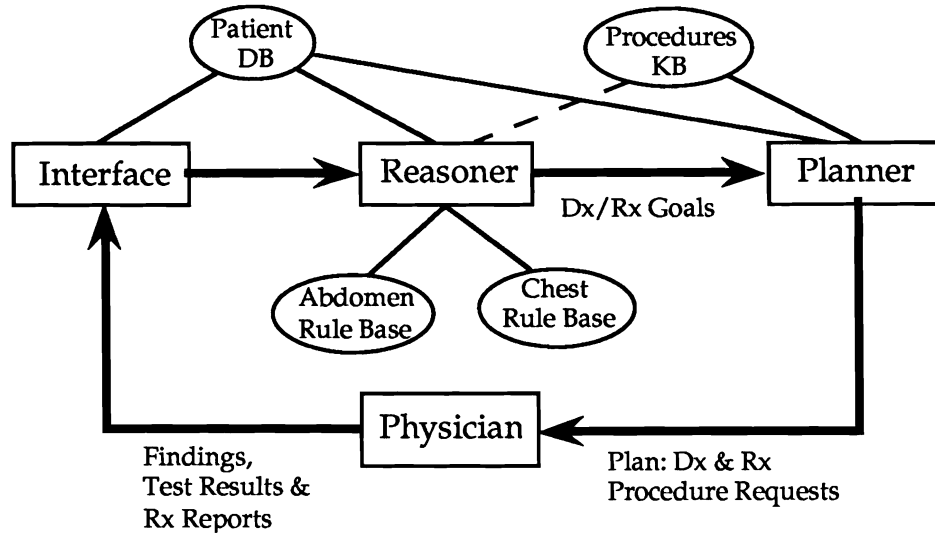 Patient
DB
Procedures
KB
Interface
Reasoner
Planner
Dx/Rx Goals
Abdomen
Rule Base
Chest
Rule Base
Physician
Findings,
Test Results &
Rx Reports
Plan: Dx & Rx
Procedure Requests